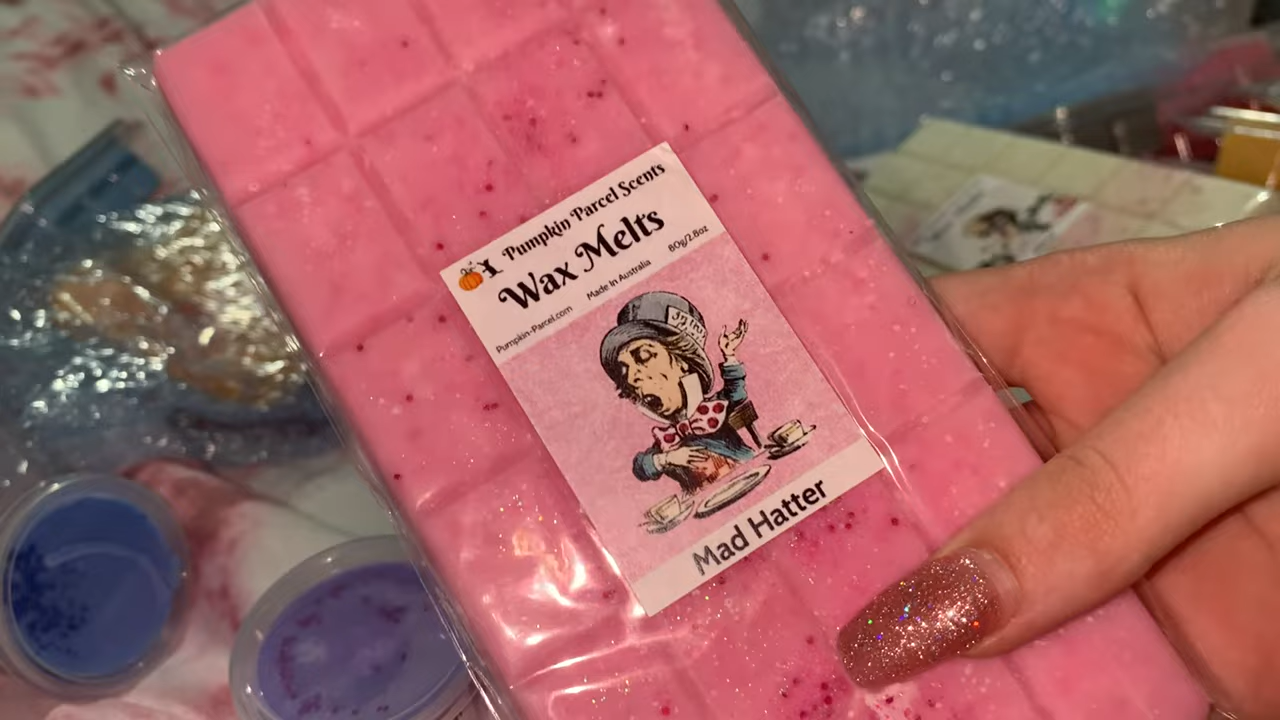 Pumpkin Parcel Scents
Wax Melts
Pumpkin-Parcel.com Made In Australia 80g/2.8oz
Mad Hatter